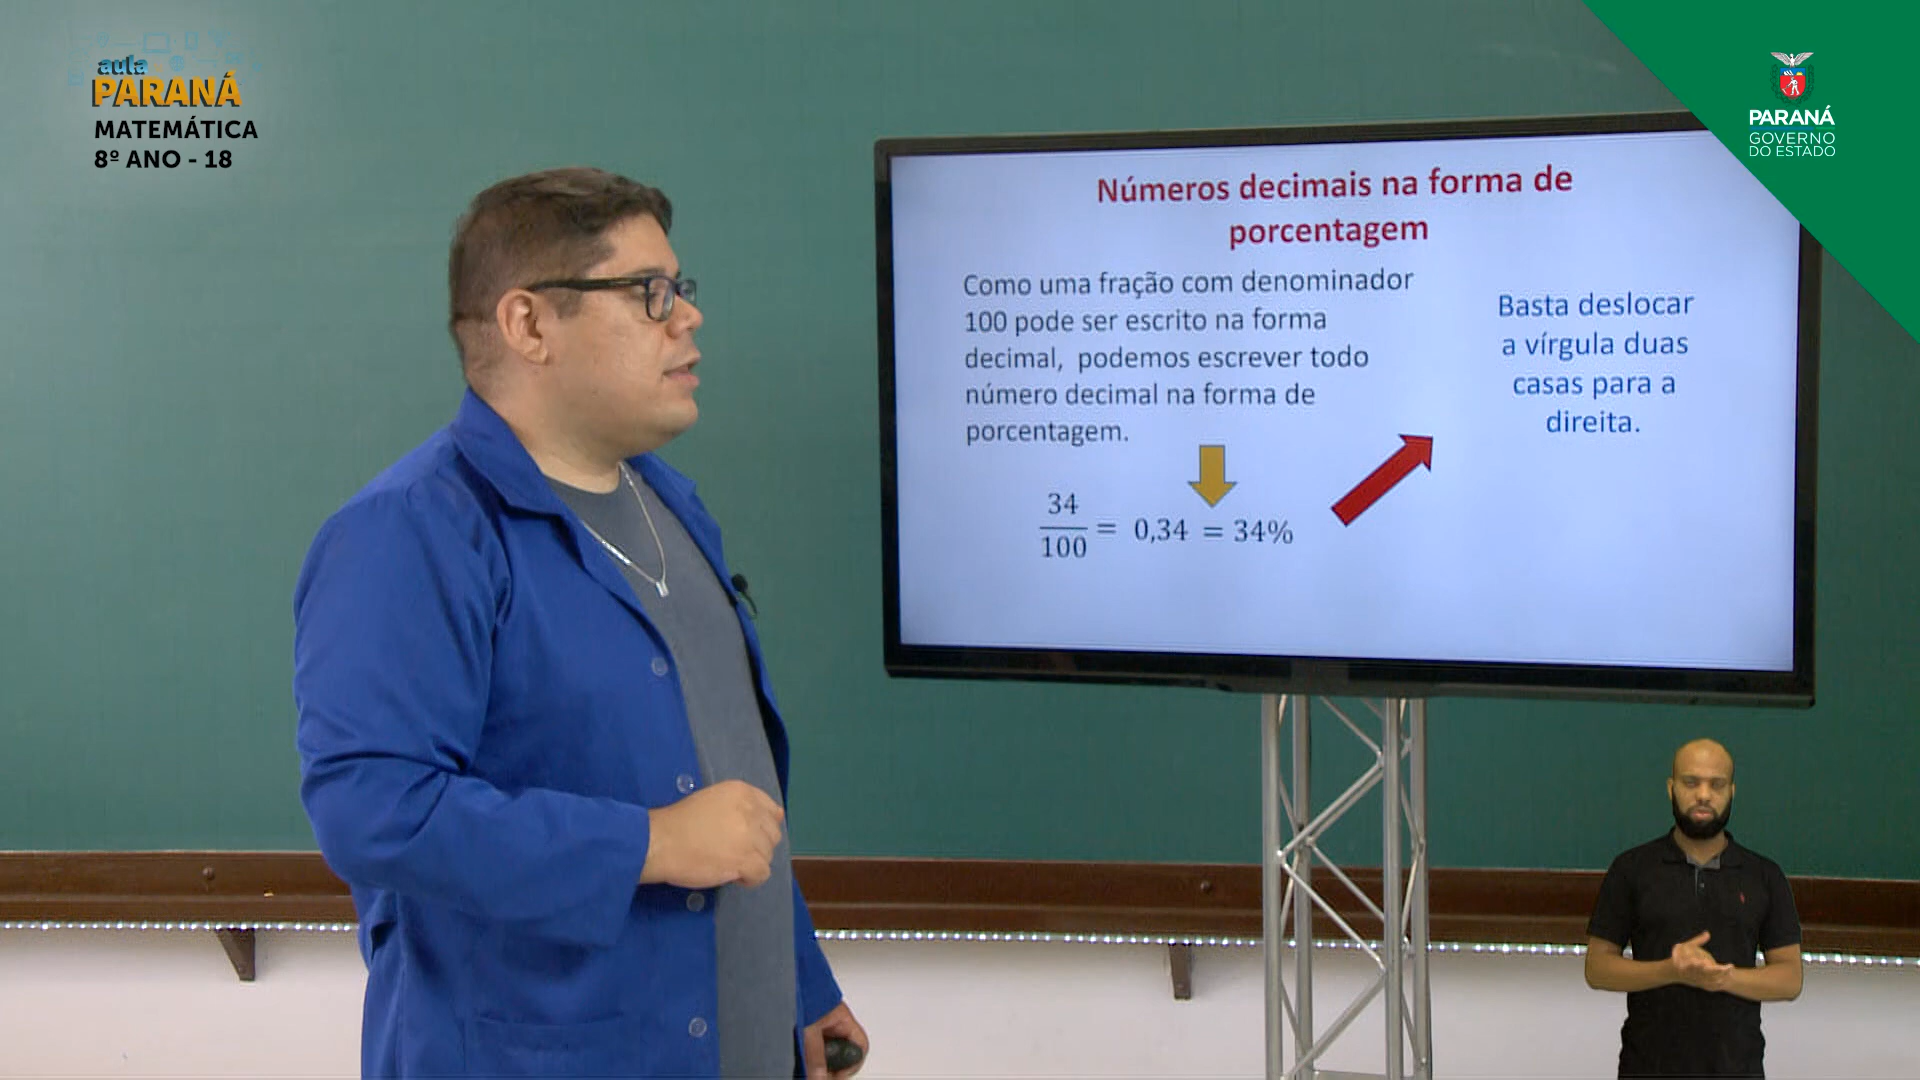 aula
PARANÁ
MATEMÁTICA
8º ANO - 18
PARANÁ
GOVERNO
DO ESTADO
Números decimais na forma de
porcentagem
Como uma fração com denominador
100 pode ser escrito na forma
decimal, podemos escrever todo
número decimal na forma de
porcentagem.
Basta deslocar
a vírgula duas
casas para a
direita.
34/100 = 0,34 = 34%